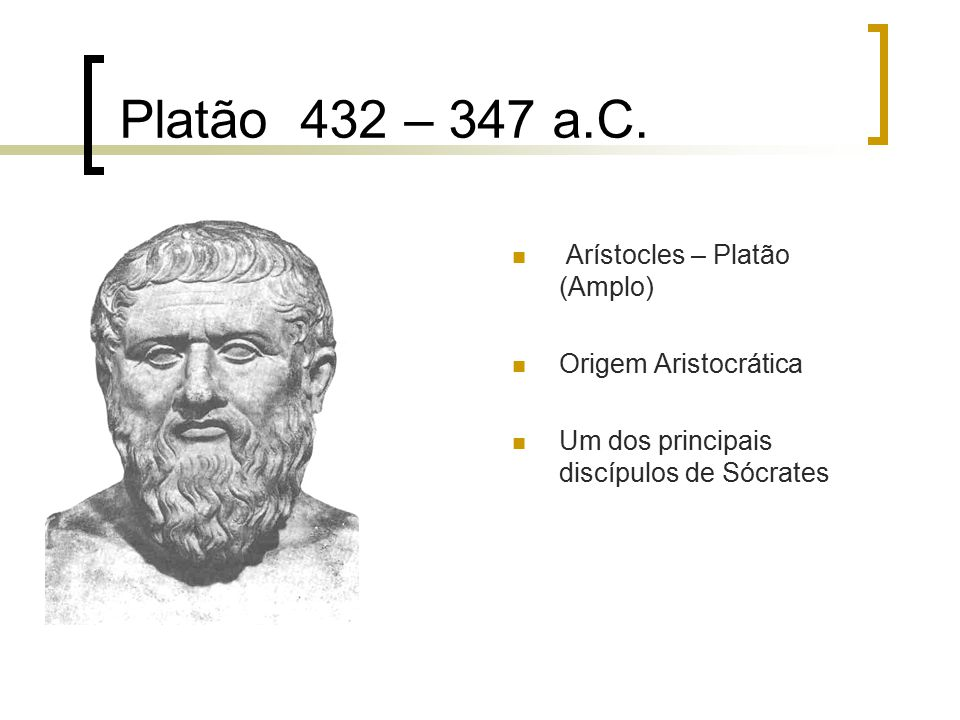 Platão 432 – 347 a.C.
Arístocles – Platão
(Amplo)
Origem Aristocrática
Um dos principais
discípulos de Sócrates